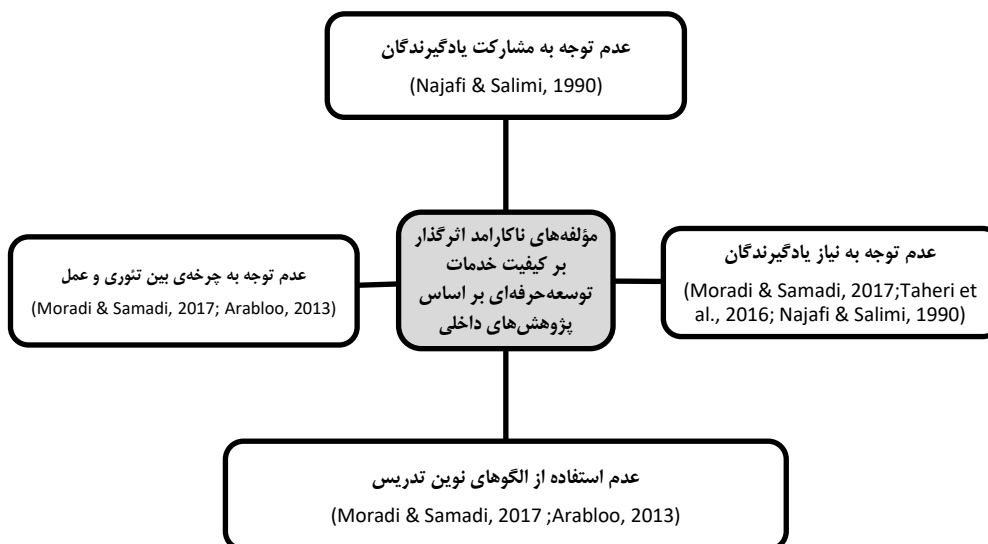 عدم توجه به مشارکت یادگیرندگان
(Najafi & Salimi, 1990)
مؤلفه‌های ناکارامد اثرگذار
بر کیفیت خدمات
توسعه‌حرفه‌ای بر اساس
پژوهش‌های داخلی
عدم توجه به نیاز یادگیرندگان
(Moradi & Samadi, 2017;Taheri et
al., 2016; Najafi & Salimi, 1990)
عدم توجه به چرخه‌ی بین تئوری و عمل
(Moradi & Samadi, 2017; Arabloo, 2013)
عدم استفاده از الگوهای نوین تدریس
(Moradi & Samadi, 2017 ;Arabloo, 2013)